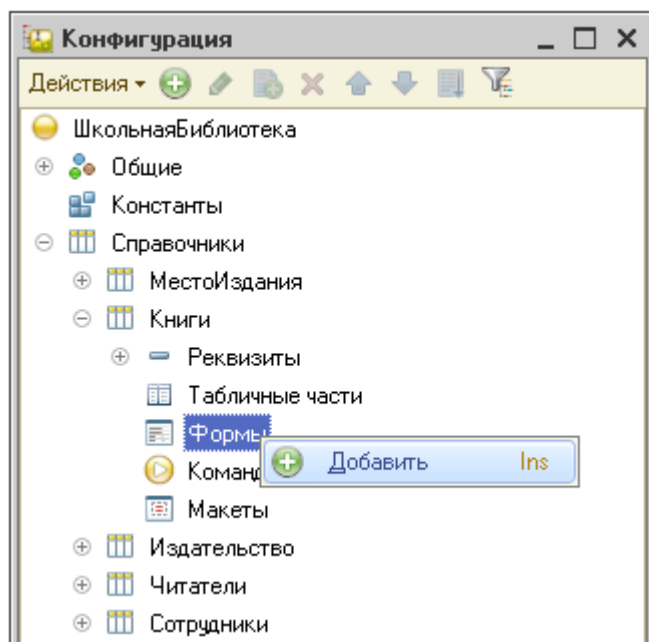 Конфигурация
Действия
ШкольнаяБиблиотека
Общие
Константы
Справочники
МестоИздания
Книги
Реквизиты
Табличные части
Формы
Добавить Ins
Макеты
Издательство
Читатели
Сотрудники